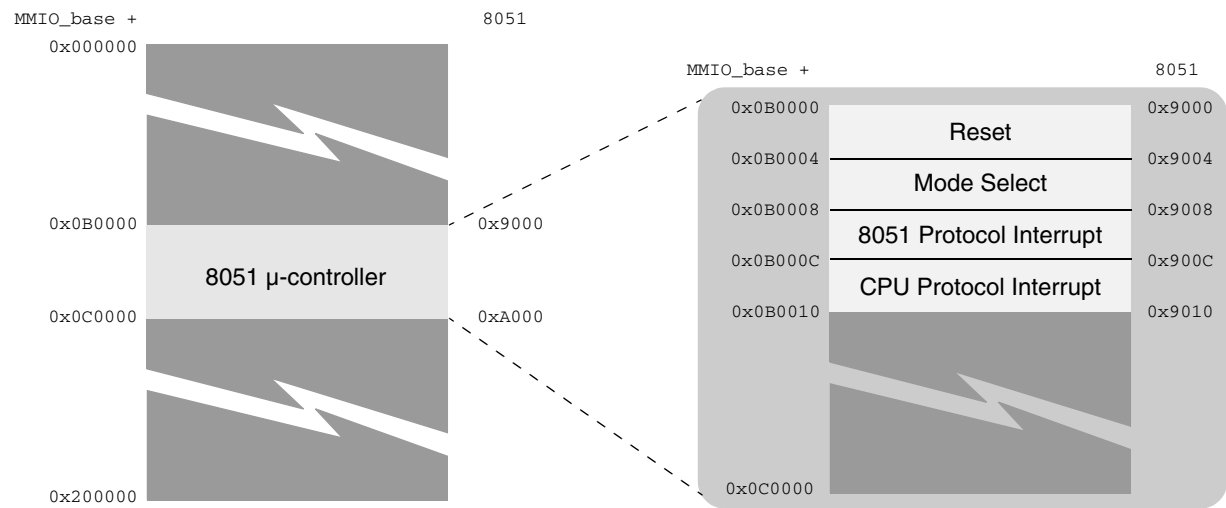 MMIO_base + 8051
0x000000
0x0B0000 0x9000
8051 µ-controller
0x0C0000 0xA000
0x200000
MMIO_base + 8051
0x0B0000 0x9000
Reset
0x0B0004 0x9004
Mode Select
0x0B0008 0x9008
8051 Protocol Interrupt
0x0B000C 0x900C
CPU Protocol Interrupt
0x0B0010 0x9010
0x0C0000